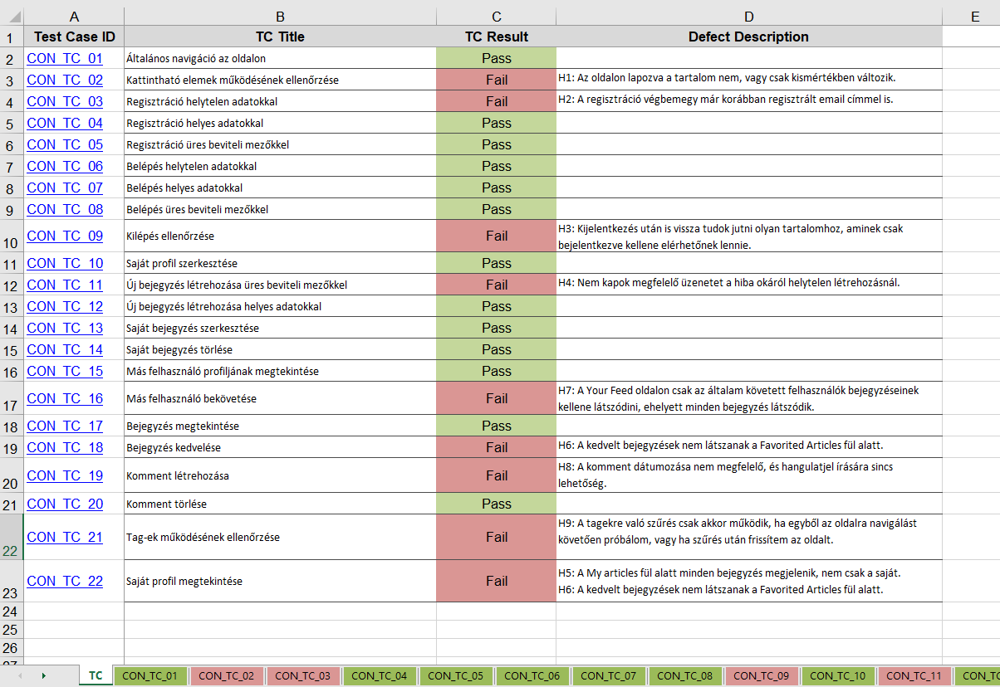 A B C D E
1 Test Case ID TC Title TC Result Defect Description
2 CON_TC_01 Általános navigáció az oldalon Pass
3 CON_TC_02 Kattintható elemek működésének ellenőrzése Fail H1: Az oldalon lapozva a tartalom nem, vagy csak kismértékben változik.
4 CON_TC_03 Regisztráció helytelen adatokkal Fail H2: A regisztráció végbemegy már korábban regisztrált email címmel is.
5 CON_TC_04 Regisztráció helyes adatokkal Pass
6 CON_TC_05 Regisztráció üres beviteli mezőkkel Pass
7 CON_TC_06 Belépés helytelen adatokkal Pass
8 CON_TC_07 Belépés helyes adatokkal Pass
9 CON_TC_08 Belépés üres beviteli mezőkkel Pass
10 CON_TC_09 Kilépés ellenőrzése Fail H3: Kijelentkezés után is vissza tudok jutni olyan tartalomhoz, aminek csak
bejelentkezve kellene elérhetőnek lennie.
11 CON_TC_10 Saját profil szerkesztése Pass
12 CON_TC_11 Új bejegyzés létrehozása üres beviteli mezőkkel Fail H4: Nem kapok megfelelő üzenetet a hiba okáról helytelen létrehozásnál.
13 CON_TC_12 Új bejegyzés létrehozása helyes adatokkal Pass
14 CON_TC_13 Saját bejegyzés szerkesztése Pass
15 CON_TC_14 Saját bejegyzés törlése Pass
16 CON_TC_15 Más felhasználó profiljának megtekintése Pass
17 CON_TC_16 Más felhasználó bekövetése Fail H7: A Your Feed oldalon csak az általam követett felhasználók bejegyzéseinek
kellene látszódini, ehelyett minden bejegyzés látszódik.
18 CON_TC_17 Bejegyzés megtekintése Pass
19 CON_TC_18 Bejegyzés kedvelése Fail H6: A kedvelt bejegyzések nem látszanak a Favorited Articles fül alatt.
20 CON_TC_19 Komment létrehozása Fail H8: A komment dátumozása nem megfelelő, és hangulatjel írására sincs
lehetőség.
21 CON_TC_20 Komment törlése Pass
22 CON_TC_21 Tag-ek működésének ellenőrzése Fail H9: A tagekre való szűrés csak akkor működik, ha egyből az oldalra navigálást
követően próbálom, vagy ha szűrés után frissítem az oldalt.
23 CON_TC_22 Saját profil megtekintése Fail H5: A My articles fül alatt minden bejegyzés megjelenik, nem csak a saját.
H6: A kedvelt bejegyzések nem látszanak a Favorited Articles fül alatt.
24
25
26
27
TC CON_TC_01 CON_TC_02 CON_TC_03 CON_TC_04 CON_TC_05 CON_TC_06 CON_TC_07 CON_TC_08 CON_TC_09 CON_TC_10 CON_TC_11 CON_TC